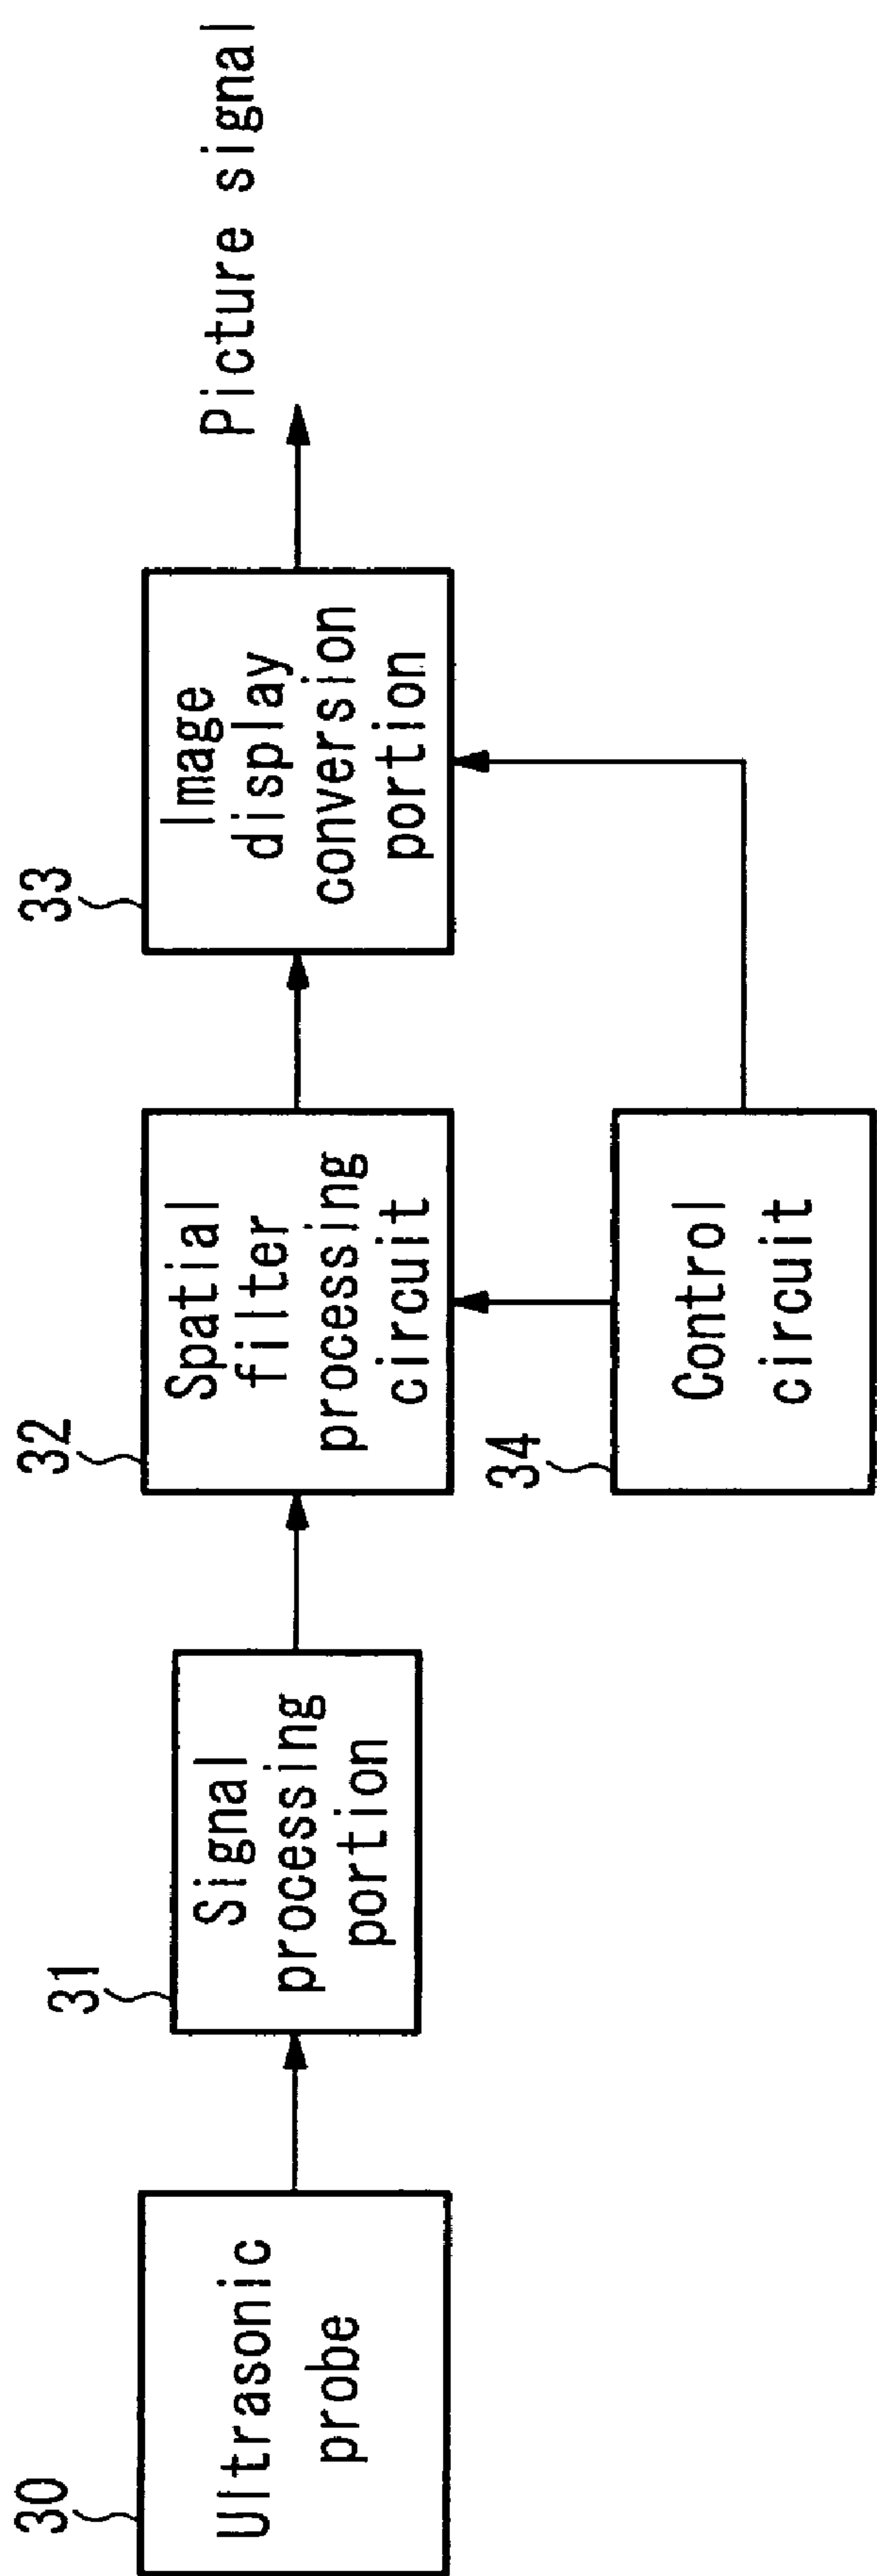 30
Ultrasonic
probe
31
Signal
processing
portion
32
Spatial
filter
processing
circuit
33
Image
display
conversion
portion
Picture signal
34
Control
circuit